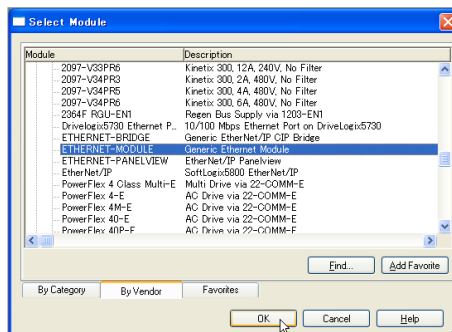 Select Module
Module Description
2097-V33PR6 Kinetix 300, 12A, 240V, No Filter
2097-V34PR3 Kinetix 300, 2A, 480V, No Filter
2097-V34PR5 Kinetix 300, 4A, 480V, No Filter
2097-V34PR6 Kinetix 300, 6A, 480V, No Filter
2364F RGU-EN1 Regen Bus Supply via 1203-EN1
Drivelogix5730 Ethernet P... 10/100 Mbps Ethernet Port on DriveLogix5730
ETHERNET-BRIDGE Generic EtherNet/IP CIP Bridge
ETHERNET-MODULE Generic Ethernet Module
ETHERNET-PANELVIEW EtherNet/IP Panelview
EtherNet/IP SoftLogix5800 EtherNet/IP
PowerFlex 4 Class Multi-E Multi Drive via 22-COMM-E
PowerFlex 4-E AC Drive via 22-COMM-E
PowerFlex 4M-E AC Drive via 22-COMM-E
PowerFlex 40-E AC Drive via 22-COMM-E
PowerFlex 40P-E AC Drive via 22-COMM-E
Find... Add Favorite
By Category By Vendor Favorites
OK Cancel Help